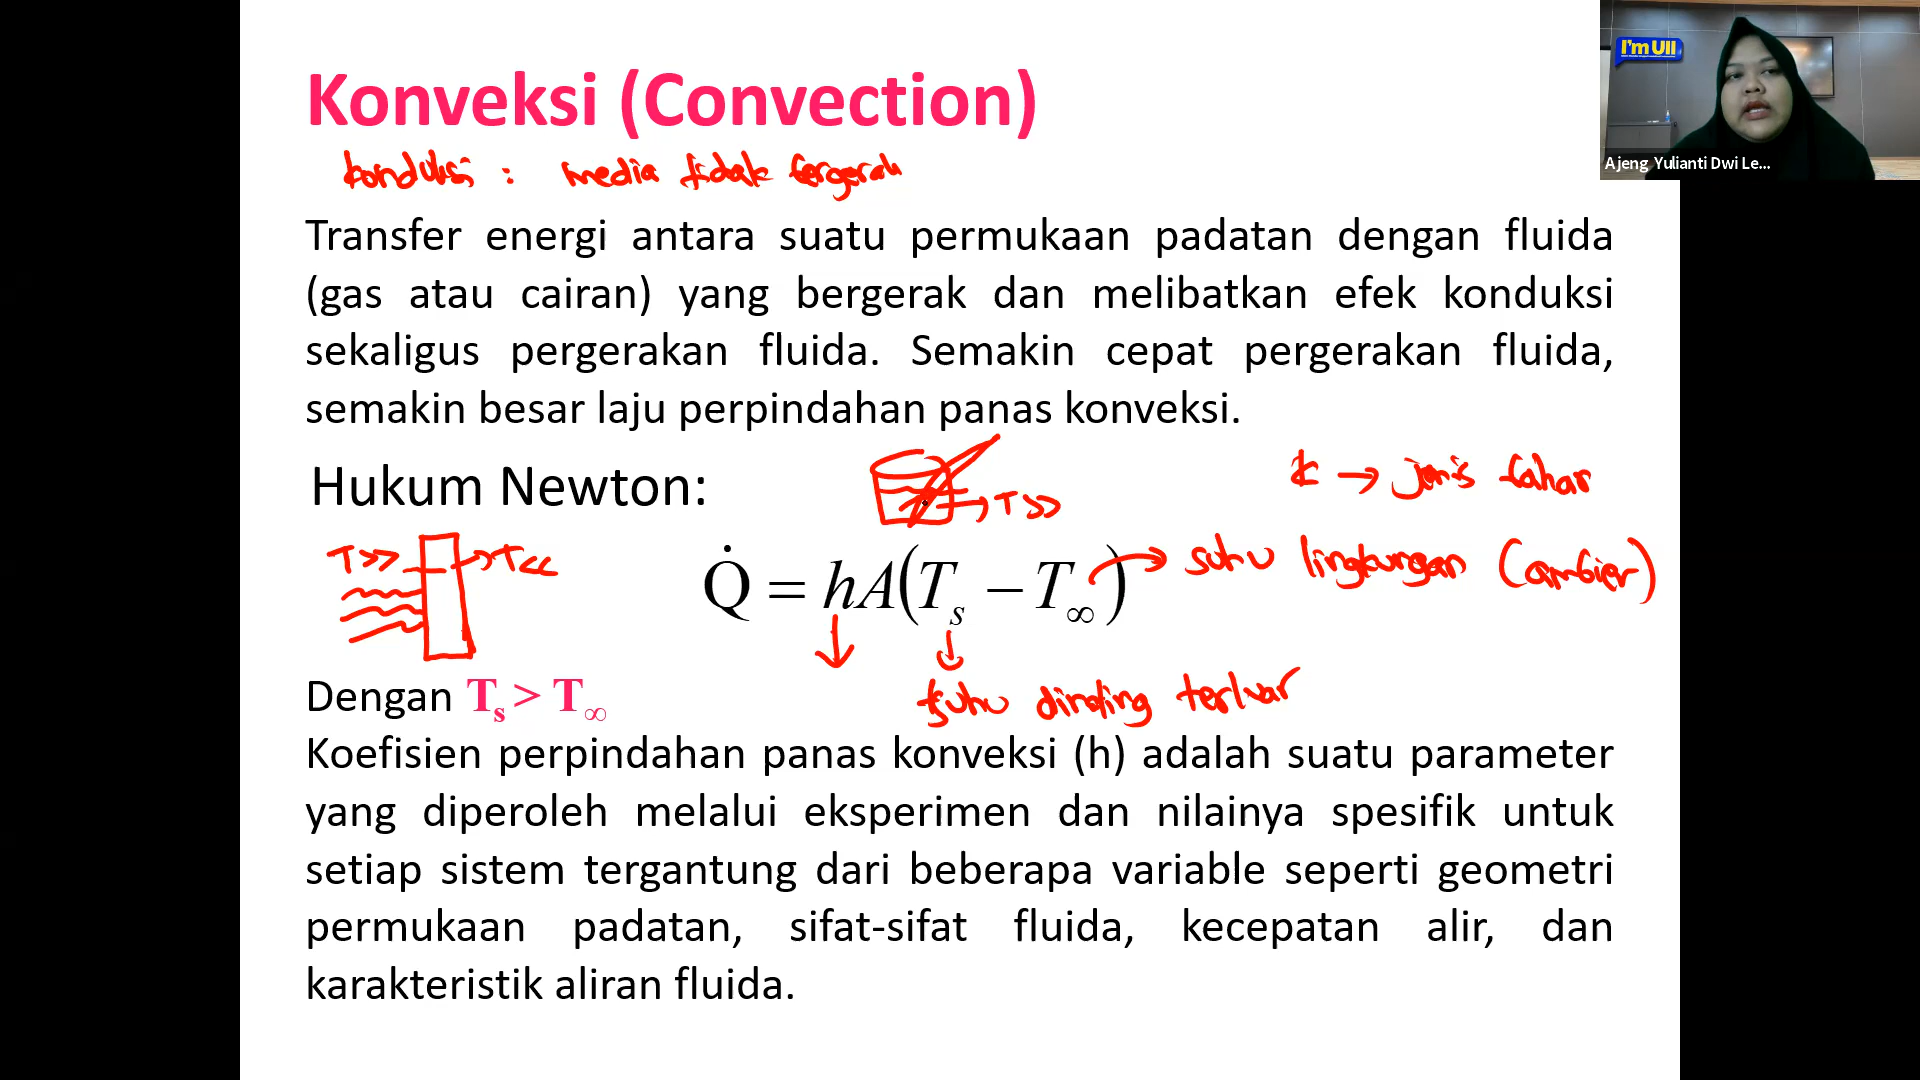 Konveksi (Convection)
I'm UII
Ajeng Yulianti Dwi Le...
konduksi : media tidak bergerak
Transfer energi antara suatu permukaan padatan dengan fluida
(gas atau cairan) yang bergerak dan melibatkan efek konduksi
sekaligus pergerakan fluida. Semakin cepat pergerakan fluida,
semakin besar laju perpindahan panas konveksi.
Hukum Newton:
T >>
k → jenis bahan
T >> → T <<
Q̇ = hA(Tₛ − T∞) → suhu lingkungan (ambien)
Dengan Tₛ > T∞
suhu dinding terluar
Koefisien perpindahan panas konveksi (h) adalah suatu parameter
yang diperoleh melalui eksperimen dan nilainya spesifik untuk
setiap sistem tergantung dari beberapa variable seperti geometri
permukaan padatan, sifat-sifat fluida, kecepatan alir, dan
karakteristik aliran fluida.